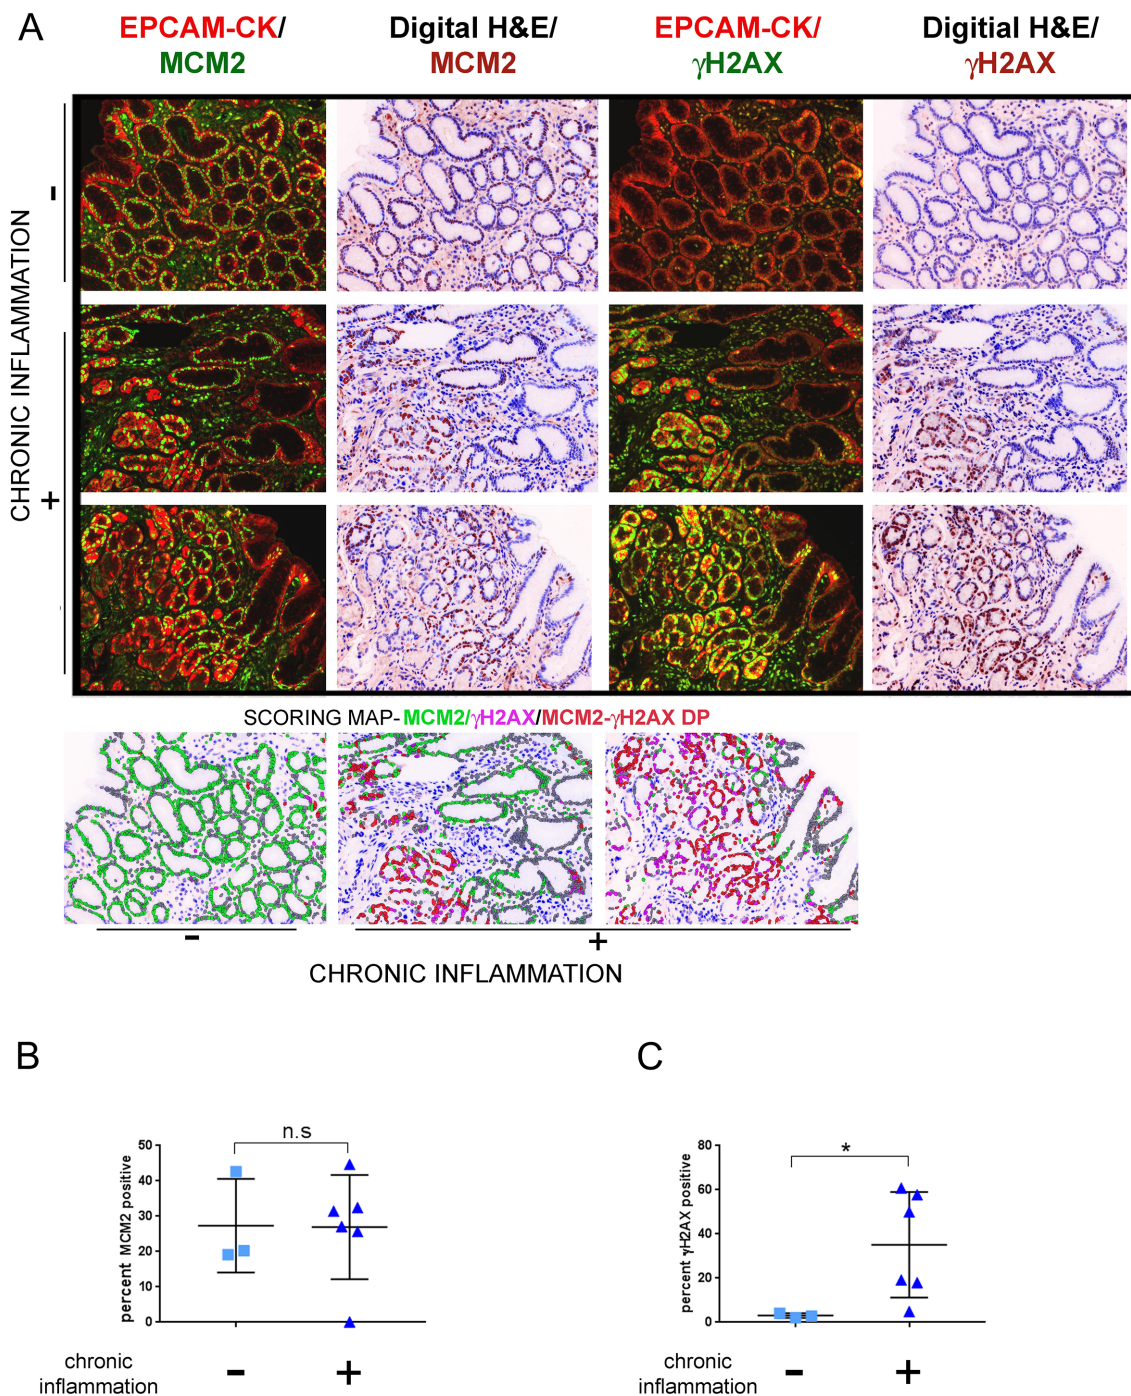 A
EPCAM-CK/
MCM2
Digital H&E/
MCM2
EPCAM-CK/
γH2AX
Digitial H&E/
γH2AX
CHRONIC INFLAMMATION
-
+
SCORING MAP-MCM2/γH2AX/MCM2-γH2AX DP
-
+
CHRONIC INFLAMMATION
B
n.s
percent MCM2 positive
50
40
30
20
10
0
chronic
inflammation
-
+
C
*
percent γH2AX positive
80
60
40
20
0
chronic
inflammation
-
+